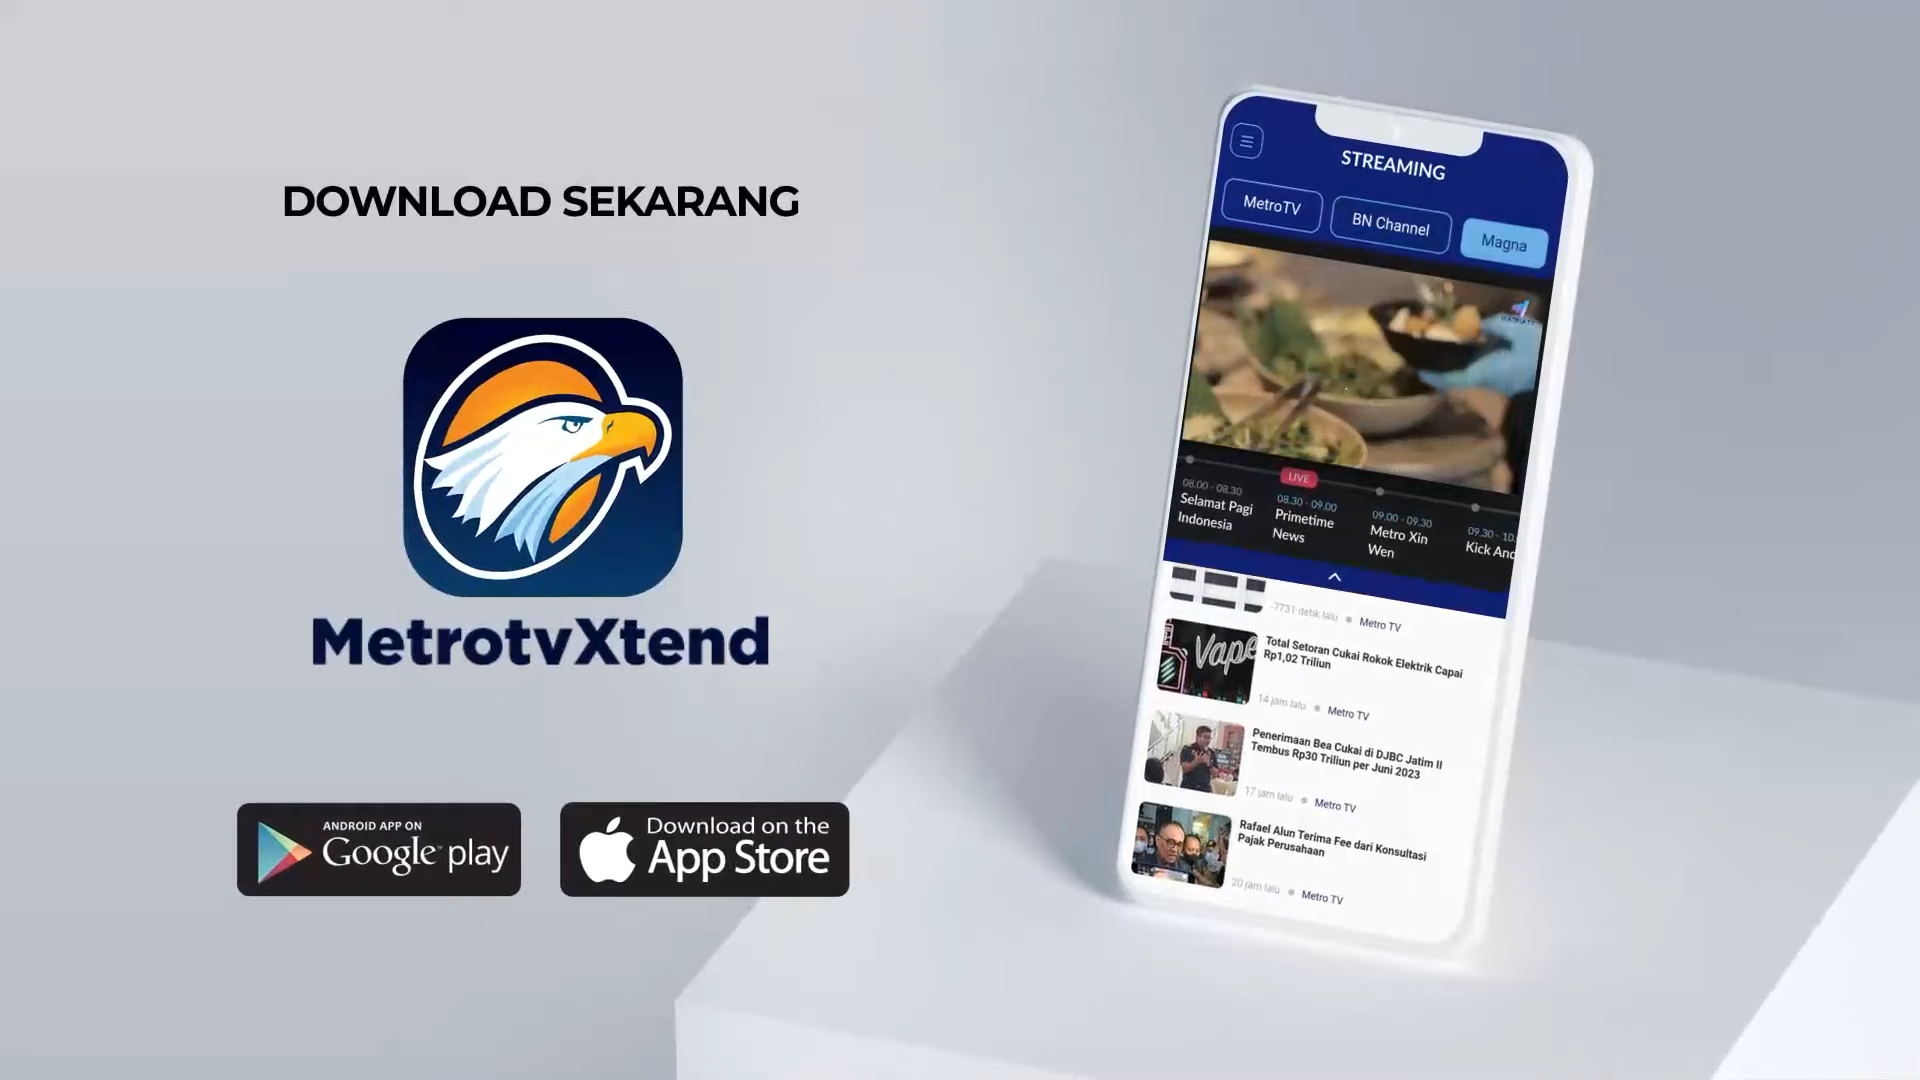 DOWNLOAD SEKARANG
MetrotvXtend
ANDROID APP ON
Google play
Download on the
App Store
STREAMING
MetroTV
BN Channel
Magna
LIVE
08.00 - 08.30
Selamat Pagi
Indonesia
08.30 - 09.00
Primetime
News
09.00 - 09.30
Metro Xin
Wen
09.30 - 10.
Kick And
-7731 detik lalu
Metro TV
Vape
Total Setoran Cukai Rokok Elektrik Capai
Rp1,02 Triliun
14 jam lalu
Metro TV
Penerimaan Bea Cukai di DJBC Jatim II
Tembus Rp30 Triliun per Juni 2023
17 jam lalu
Metro TV
Rafael Alun Terima Fee dari Konsultasi
Pajak Perusahaan
20 jam lalu
Metro TV